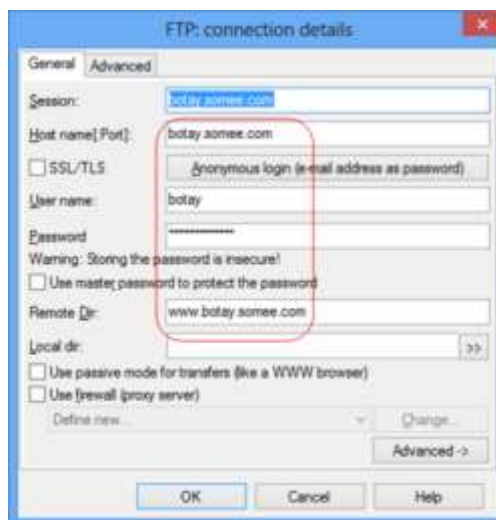 FTP: connection details
General Advanced
Session: botay.somee.com
Host name[:Port]: botay.somee.com
SSL/TLS Anonymous login (e-mail address as password)
User name: botay
Password ••••••••••••••
Warning: Storing the password is insecure!
Use master password to protect the password
Remote Dir: www.botay.somee.com
Local dir: >>
Use passive mode for transfers (like a WWW browser)
Use firewall (proxy server)
Define new... Change...
Advanced ->
OK Cancel Help